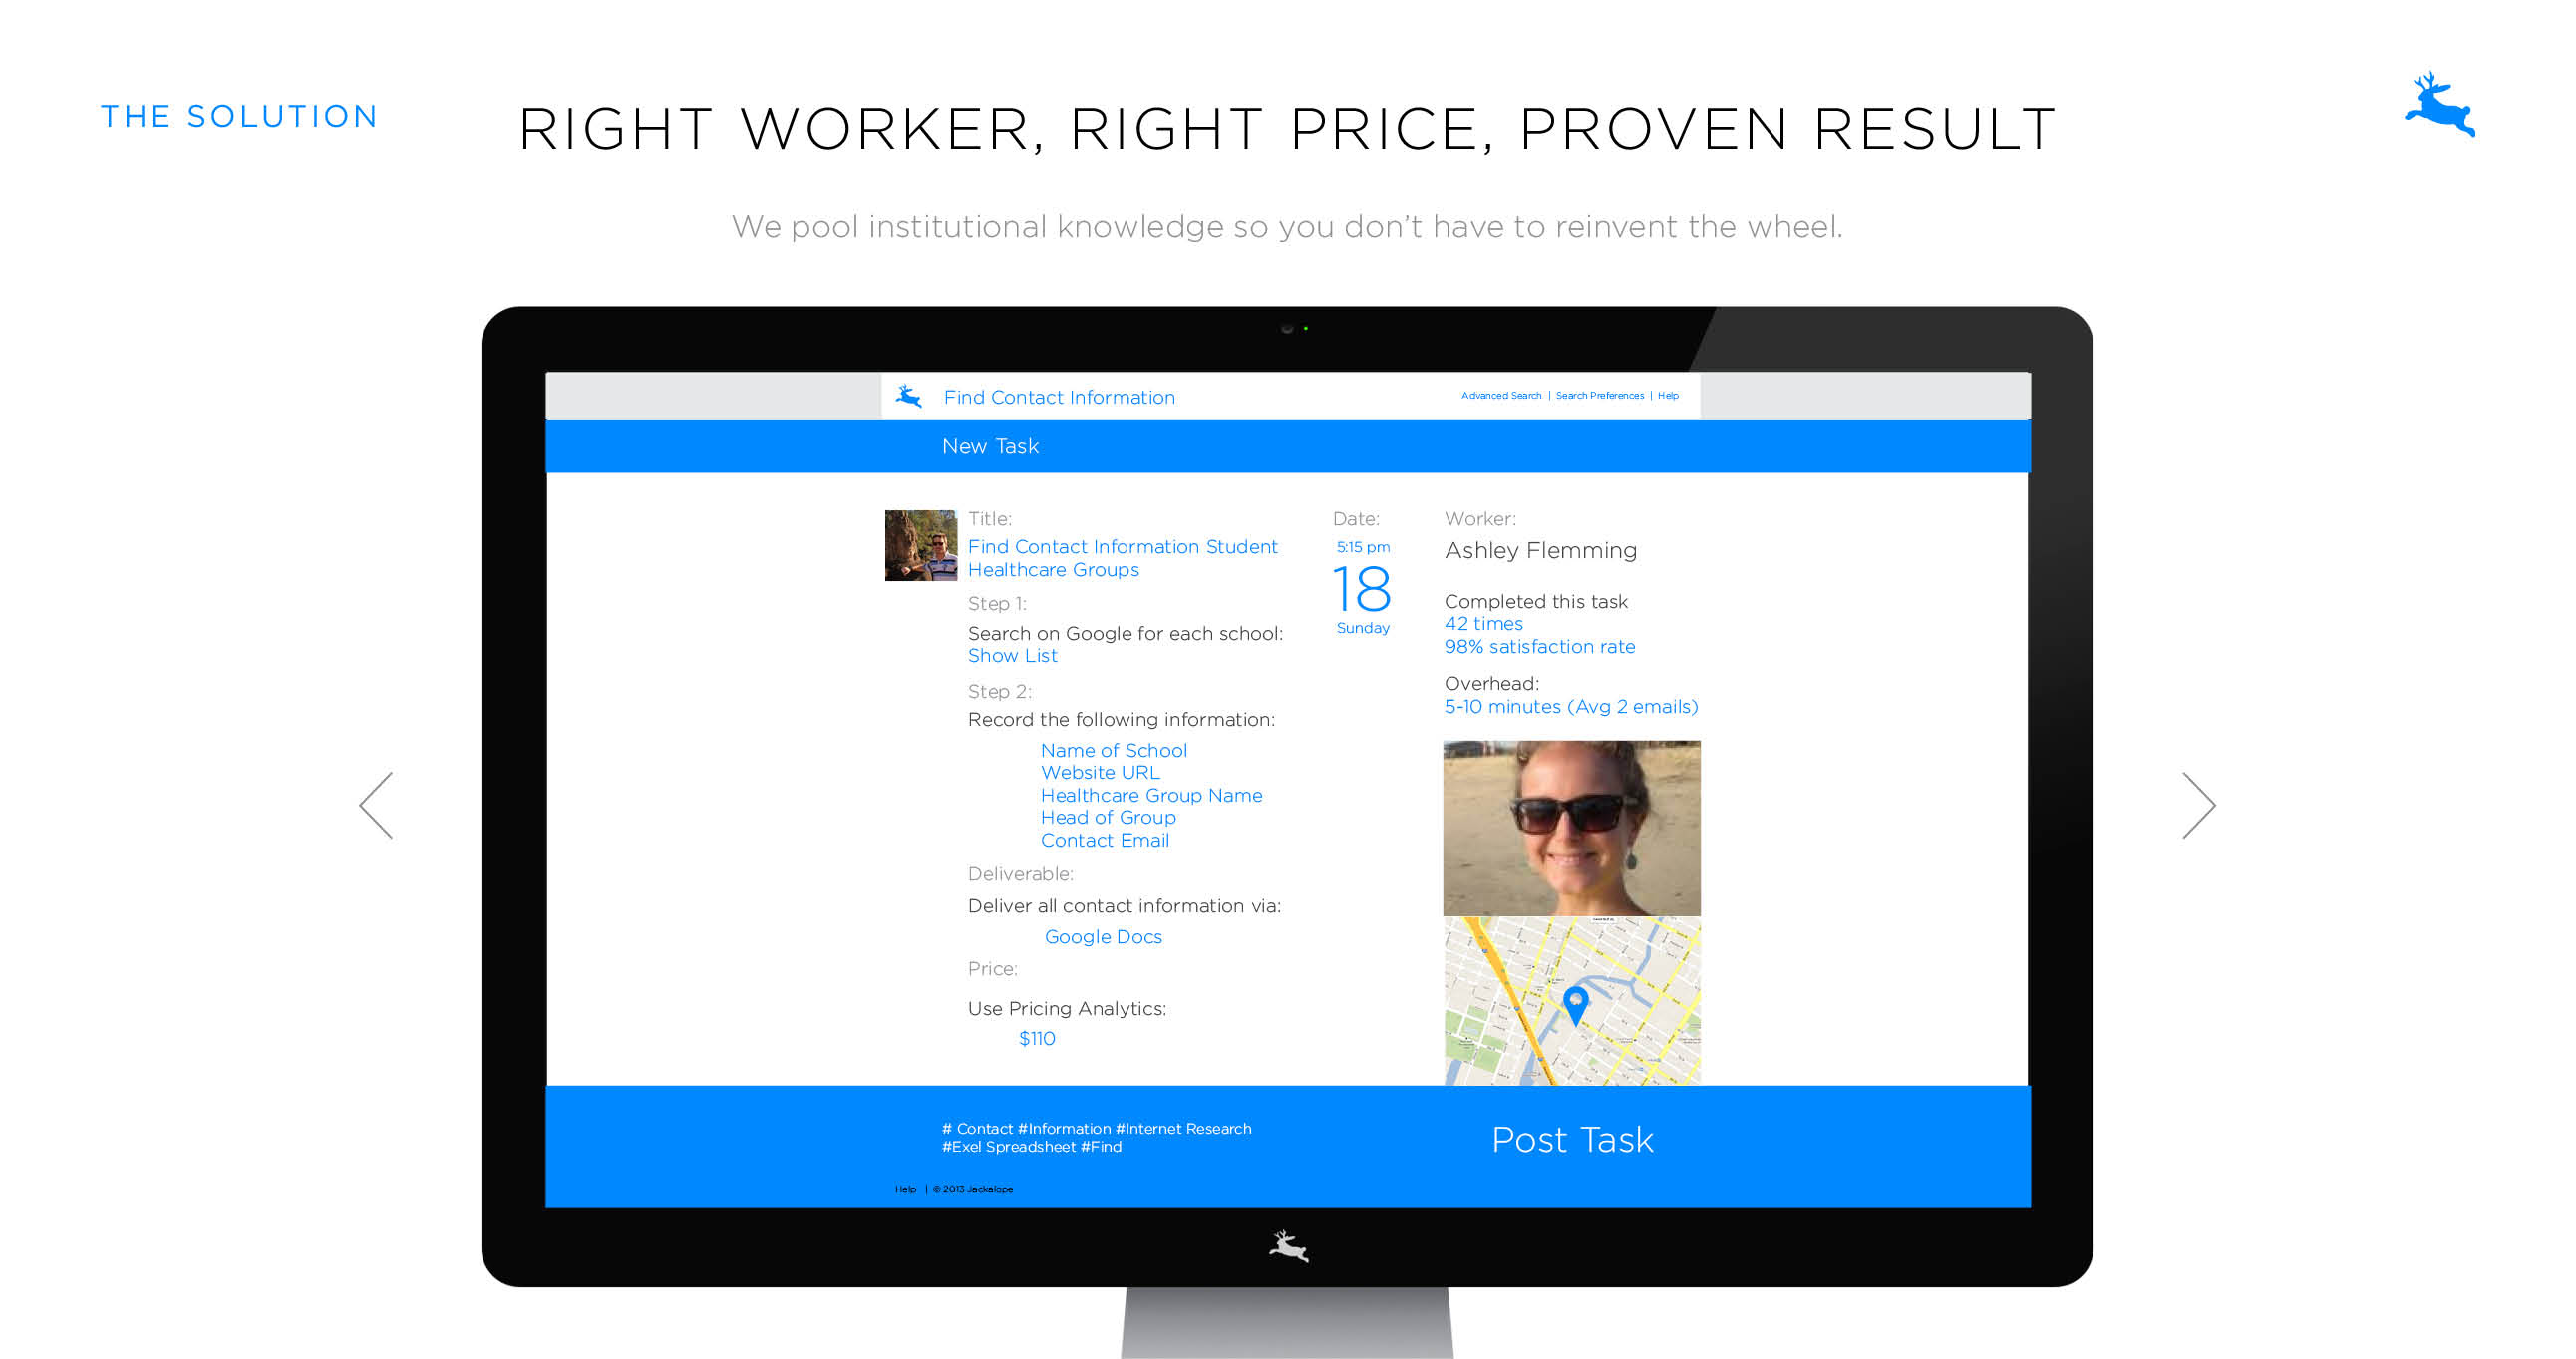 THE SOLUTION
RIGHT WORKER, RIGHT PRICE, PROVEN RESULT
We pool institutional knowledge so you don’t have to reinvent the wheel.
Find Contact Information
Advanced Search | Search Preferences | Help
New Task
Title:
Find Contact Information Student
Healthcare Groups
Step 1:
Search on Google for each school:
Show List
Step 2:
Record the following information:
Name of School
Website URL
Healthcare Group Name
Head of Group
Contact Email
Deliverable:
Deliver all contact information via:
Google Docs
Price:
Use Pricing Analytics:
$110
Date:
5:15 pm
18
Sunday
Worker:
Ashley Flemming
Completed this task
42 times
98% satisfaction rate
Overhead:
5-10 minutes (Avg 2 emails)
# Contact #Information #Internet Research
#Exel Spreadsheet #Find
Post Task
Help | © 2013 Jackalope